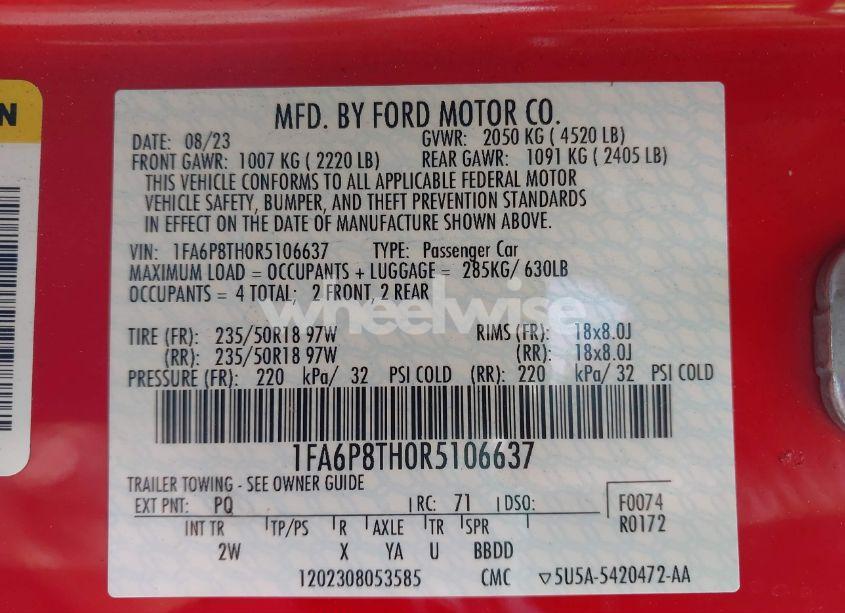 N
MFD. BY FORD MOTOR CO.
DATE: 08/23 GVWR: 2050 KG ( 4520 LB)
FRONT GAWR: 1007 KG ( 2220 LB) REAR GAWR: 1091 KG ( 2405 LB)
THIS VEHICLE CONFORMS TO ALL APPLICABLE FEDERAL MOTOR
VEHICLE SAFETY, BUMPER, AND THEFT PREVENTION STANDARDS
IN EFFECT ON THE DATE OF MANUFACTURE SHOWN ABOVE.
VIN: 1FA6P8TH0R5106637 TYPE: Passenger Car
MAXIMUM LOAD = OCCUPANTS + LUGGAGE = 285KG/ 630LB
OCCUPANTS = 4 TOTAL; 2 FRONT, 2 REAR
wheelwise
TIRE (FR): 235/50R18 97W RIMS (FR): 18x8.0J
(RR): 235/50R18 97W (RR): 18x8.0J
PRESSURE (FR): 220 kPa/ 32 PSI COLD (RR): 220 kPa/ 32 PSI COLD
1FA6P8TH0R5106637
TRAILER TOWING - SEE OWNER GUIDE
EXT PNT: PQ RC: 71 DSO: F0074
R0172
INT TR TP/PS R AXLE TR SPR
2W X YA U BBDD
1202308053585 CMC ▽5U5A-5420472-AA